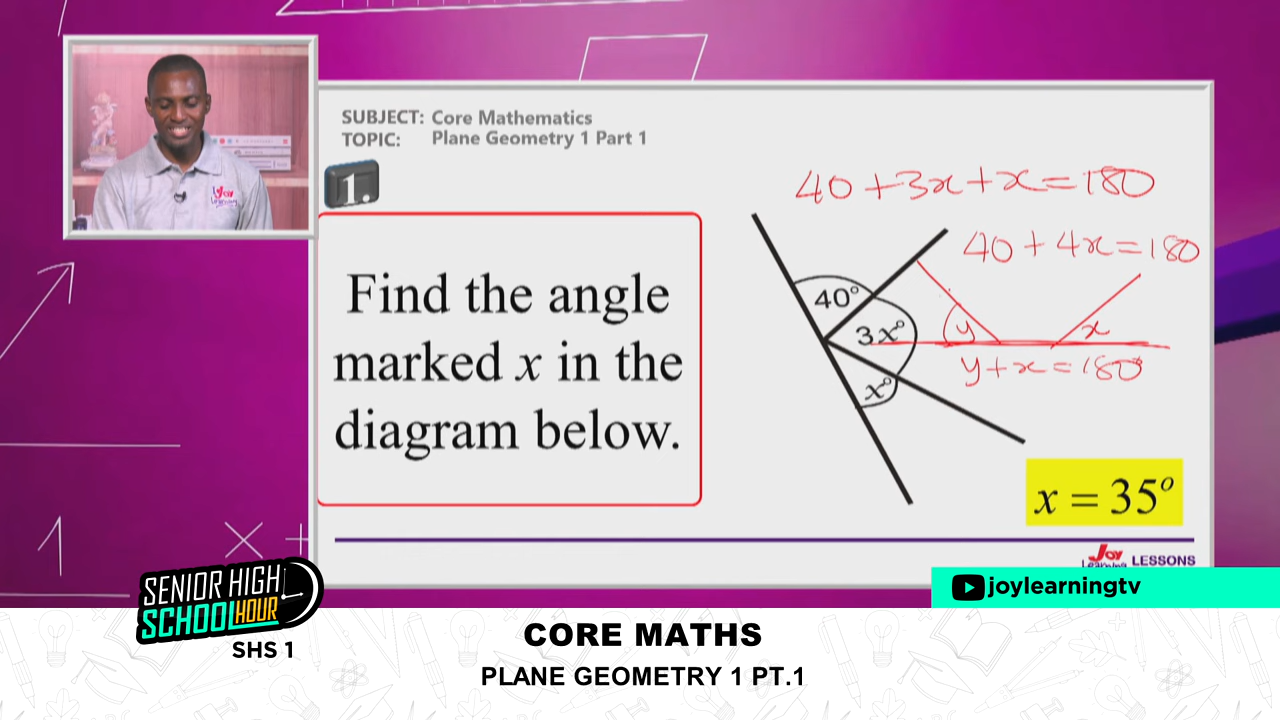 SUBJECT: Core Mathematics
TOPIC: Plane Geometry 1 Part 1
1.
Find the angle
marked x in the
diagram below.
40 + 3x + x = 180
40 + 4x = 180
40°
3x°
x°
y
x
y + x = 180°
x = 35°
Joy Learning LESSONS
joylearningtv
SENIOR HIGH
SCHOOL HOUR
SHS 1
CORE MATHS
PLANE GEOMETRY 1 PT.1